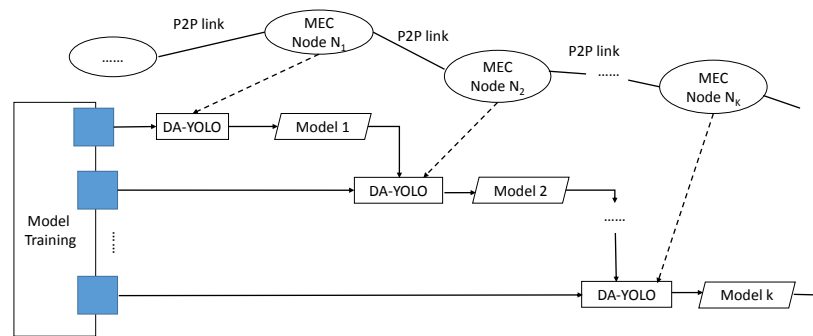 P2P link
MEC
Node N₁
P2P link
P2P link
......
MEC
Node N₂
......
MEC
Node N_K
DA-YOLO
Model 1
DA-YOLO
Model 2
Model
Training
......
......
DA-YOLO
Model k